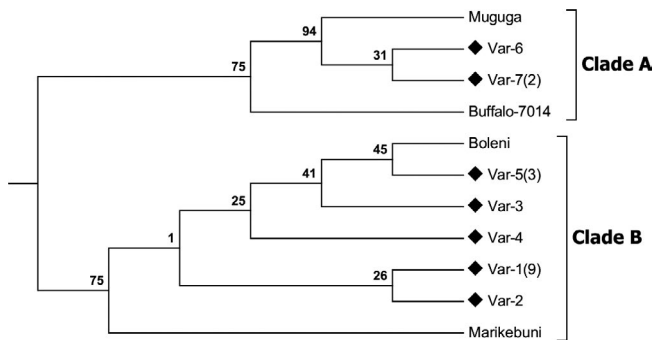 Muguga
94
Var-6
31
75
Var-7(2)
Clade A
Buffalo-7014
Boleni
45
Var-5(3)
41
Var-3
25
Var-4
Clade B
1
Var-1(9)
26
75
Var-2
Marikebuni